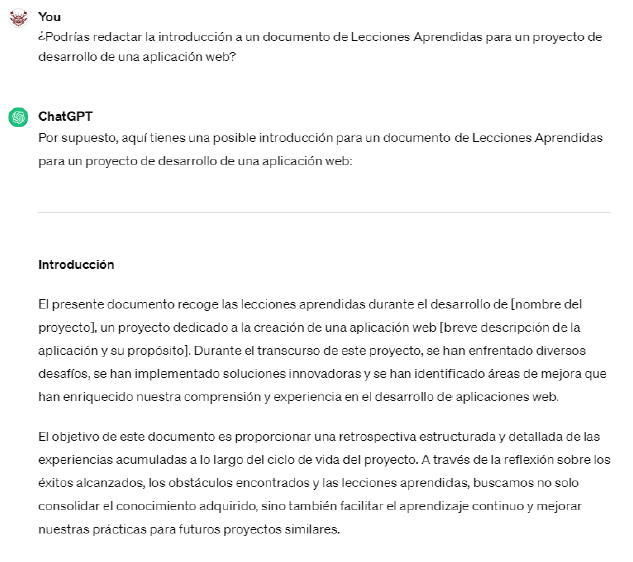 You
¿Podrías redactar la introducción a un documento de Lecciones Aprendidas para un proyecto de
desarrollo de una aplicación web?
ChatGPT
Por supuesto, aquí tienes una posible introducción para un documento de Lecciones Aprendidas
para un proyecto de desarrollo de una aplicación web:
Introducción
El presente documento recoge las lecciones aprendidas durante el desarrollo de [nombre del
proyecto], un proyecto dedicado a la creación de una aplicación web [breve descripción de la
aplicación y su propósito]. Durante el transcurso de este proyecto, se han enfrentado diversos
desafíos, se han implementado soluciones innovadoras y se han identificado áreas de mejora que
han enriquecido nuestra comprensión y experiencia en el desarrollo de aplicaciones web.
El objetivo de este documento es proporcionar una retrospectiva estructurada y detallada de las
experiencias acumuladas a lo largo del ciclo de vida del proyecto. A través de la reflexión sobre los
éxitos alcanzados, los obstáculos encontrados y las lecciones aprendidas, buscamos no solo
consolidar el conocimiento adquirido, sino también facilitar el aprendizaje continuo y mejorar
nuestras prácticas para futuros proyectos similares.